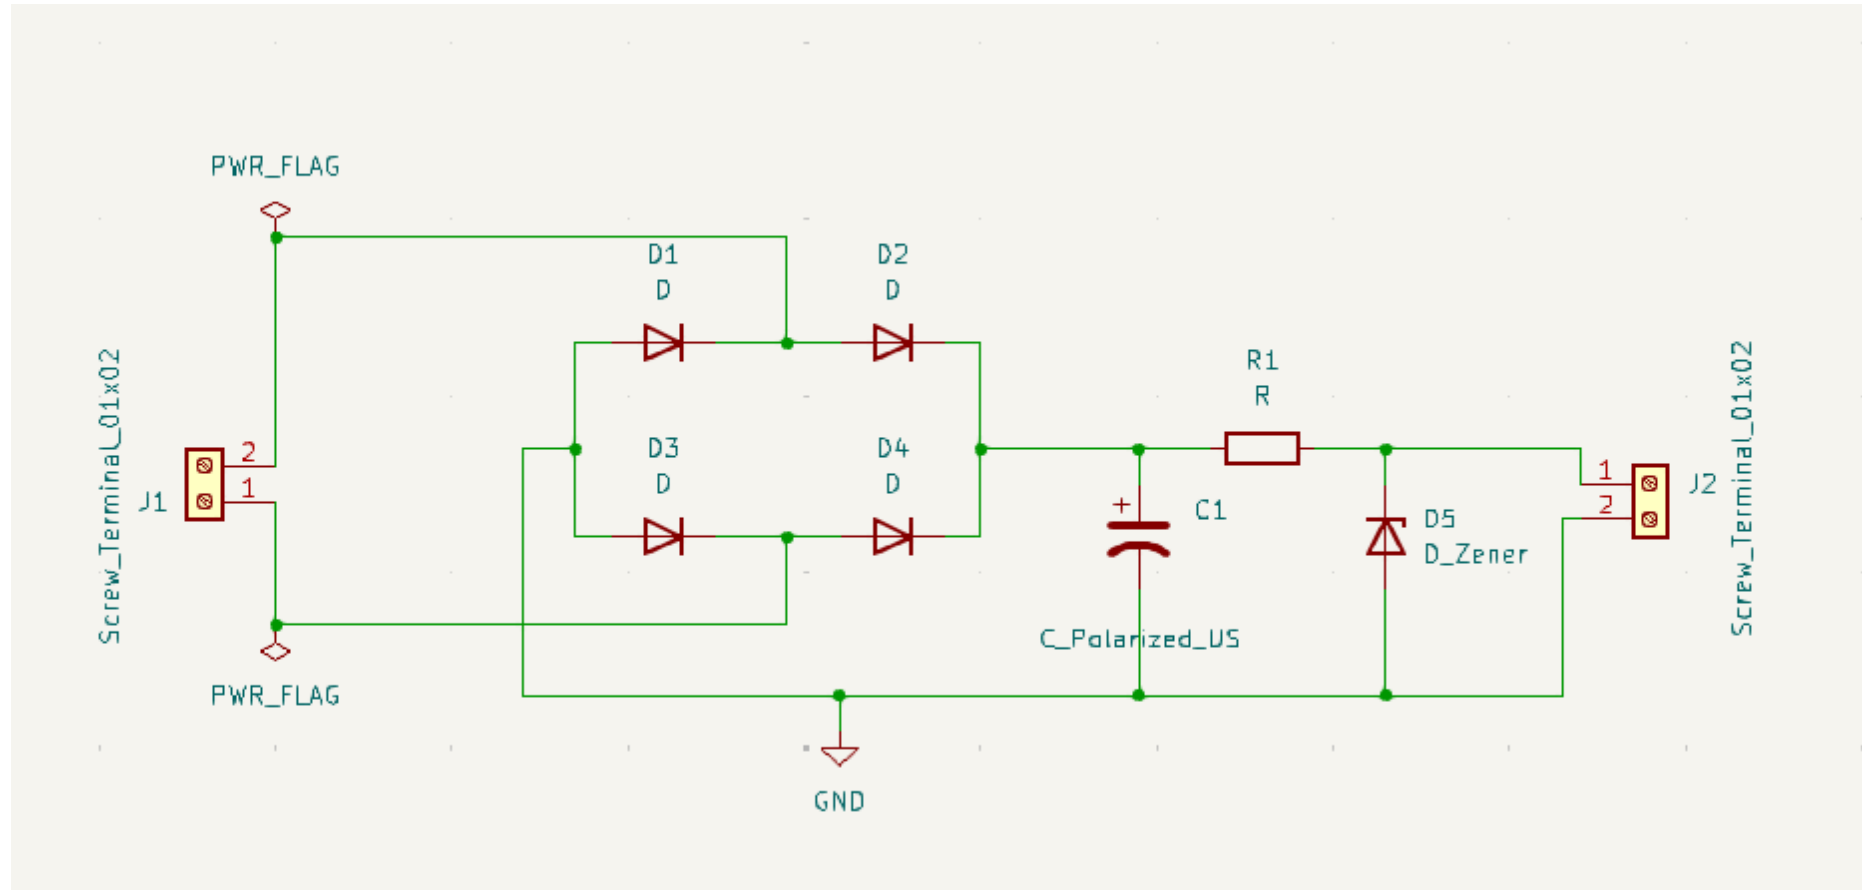 PWR_FLAG
D1
D
D2
D
R1
R
Screw_Terminal_01x02
J1
2
1
D3
D
D4
D
+
C1
C_Polarized_US
D5
D_Zener
1
2
J2
Screw_Terminal_01x02
PWR_FLAG
GND